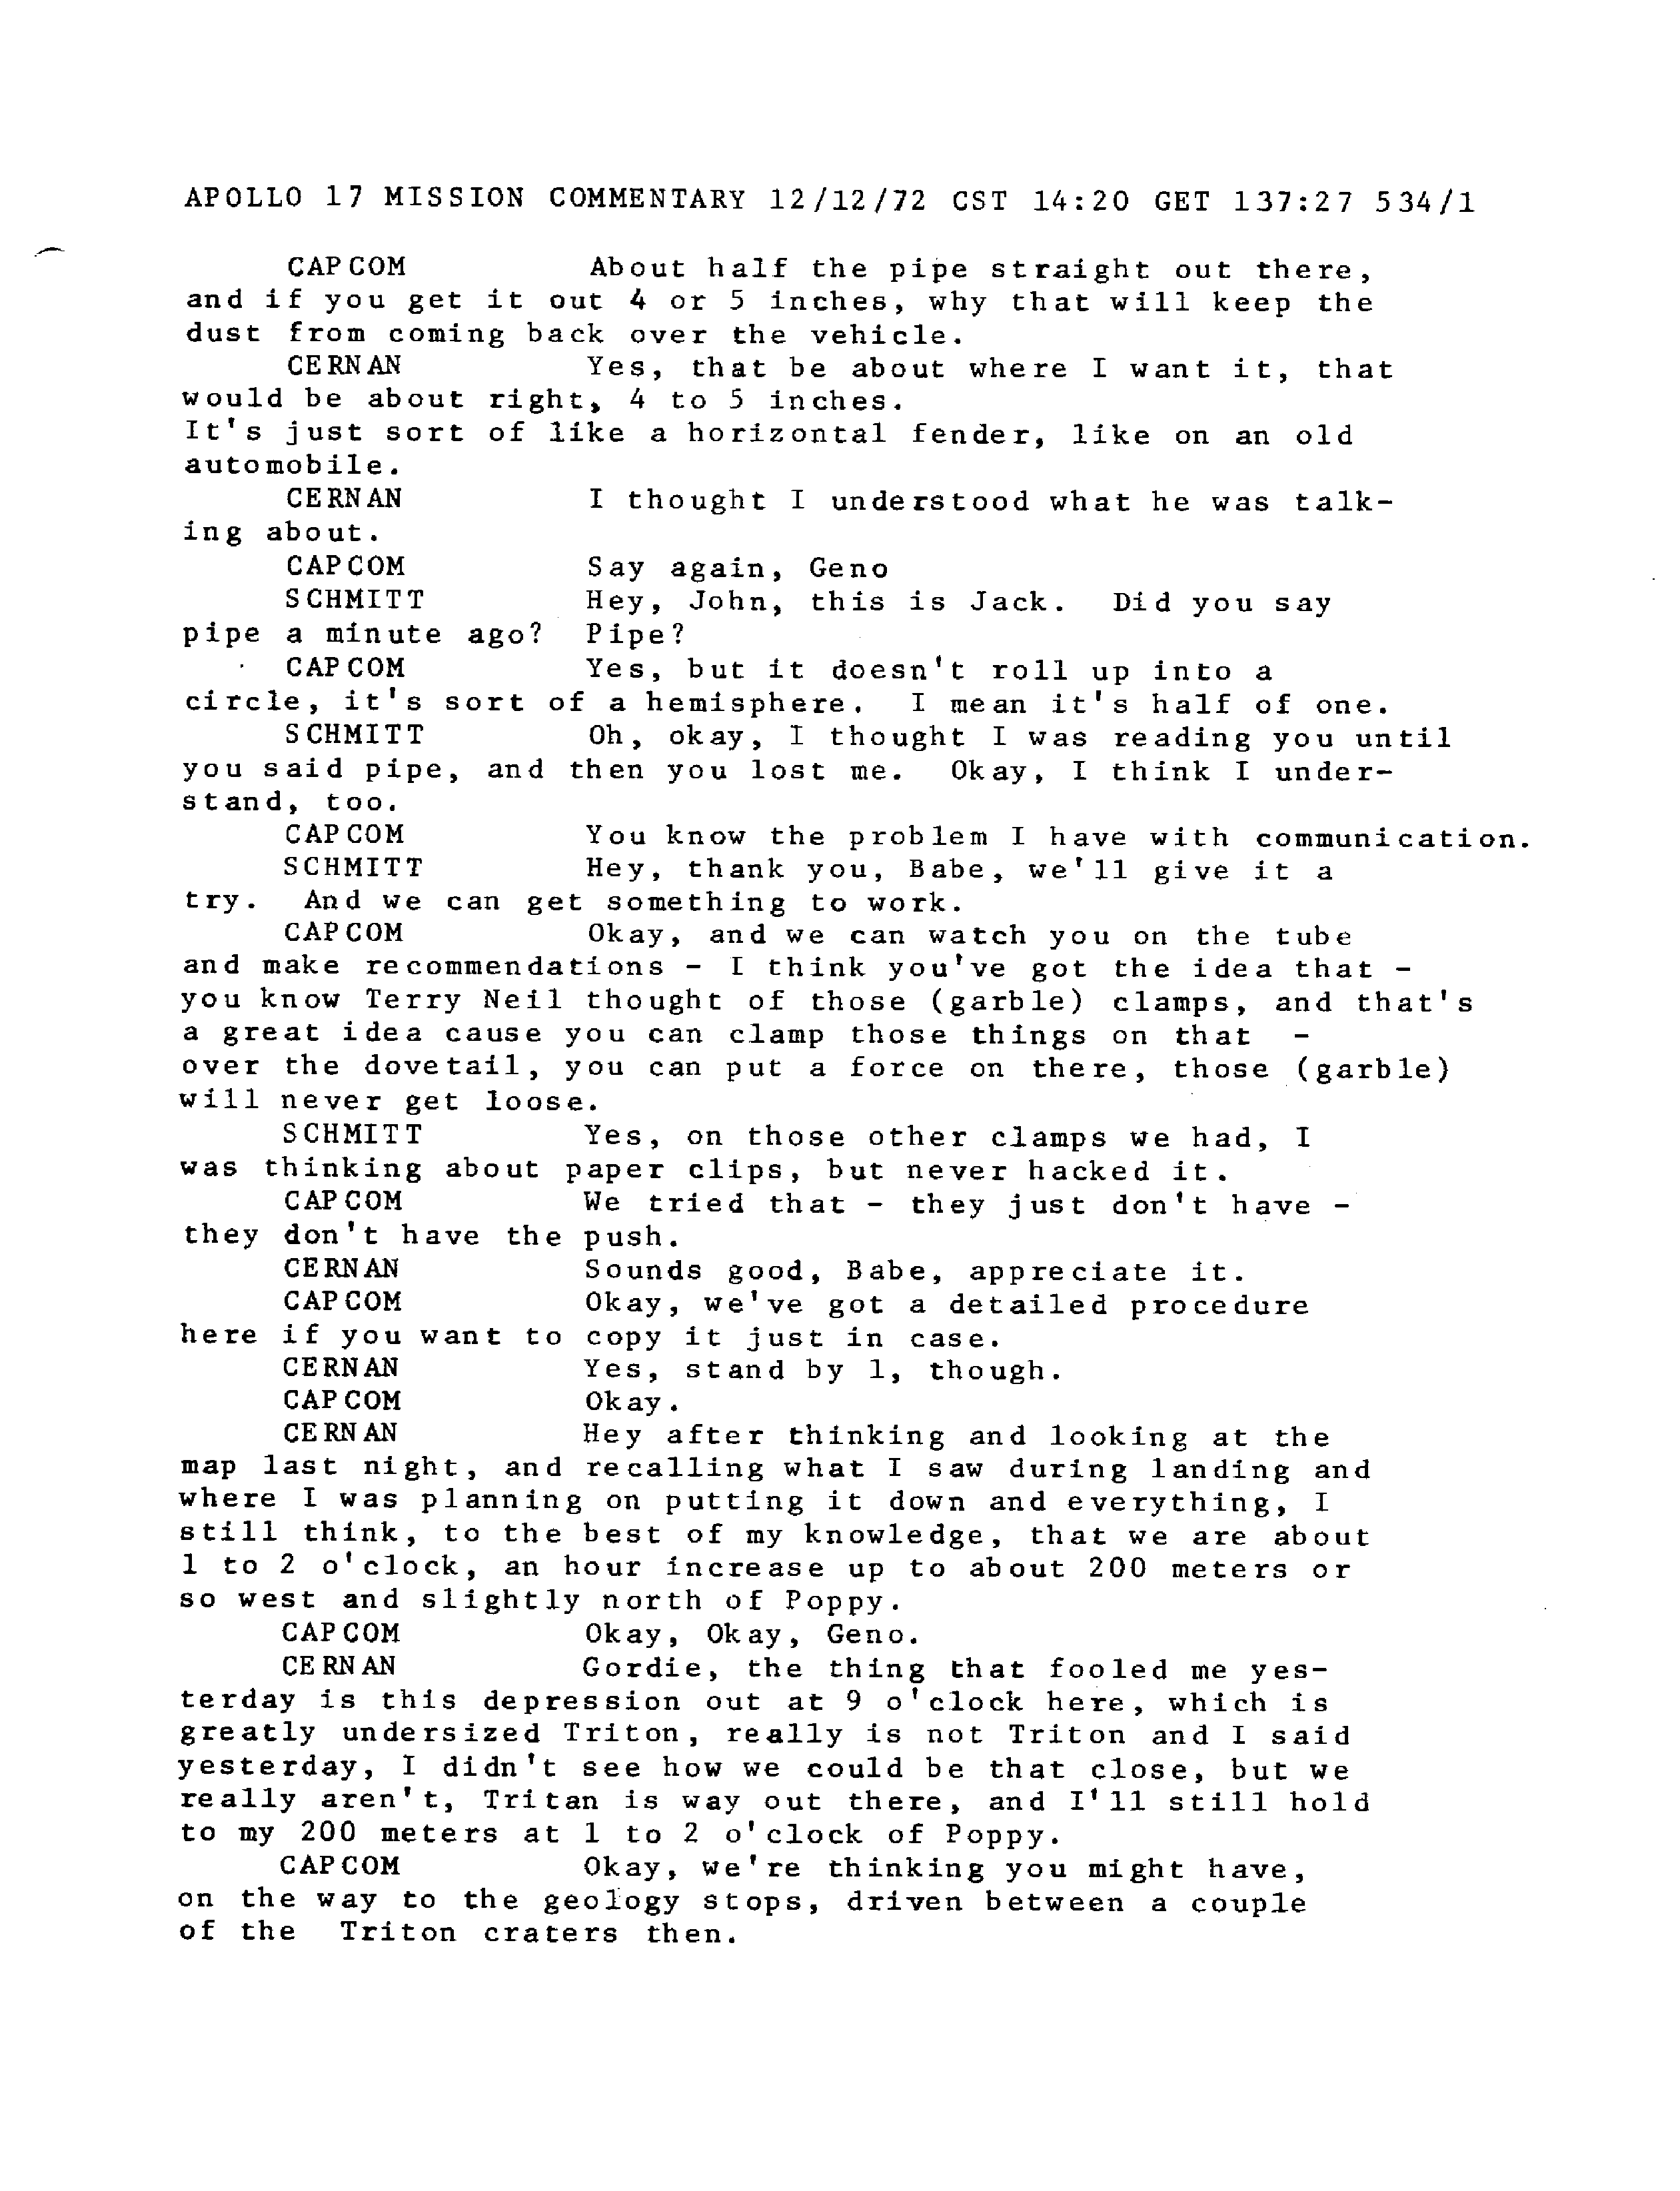 APOLLO 17 MISSION COMMENTARY 12/12/72 CST 14:20 GET 137:27 534/1
CAPCOM About half the pipe straight out there,
and if you get it out 4 or 5 inches, why that will keep the
dust from coming back over the vehicle.
CERNAN Yes, that be about where I want it, that
would be about right, 4 to 5 inches.
It's just sort of like a horizontal fender, like on an old
automobile.
CERNAN I thought I understood what he was talk-
ing about.
CAPCOM Say again, Geno
SCHMITT Hey, John, this is Jack. Did you say
pipe a minute ago? Pipe?
CAPCOM Yes, but it doesn't roll up into a
circle, it's sort of a hemisphere. I mean it's half of one.
SCHMITT Oh, okay, I thought I was reading you until
you said pipe, and then you lost me. Okay, I think I under-
stand, too.
CAPCOM You know the problem I have with communication.
SCHMITT Hey, thank you, Babe, we'll give it a
try. And we can get something to work.
CAPCOM Okay, and we can watch you on the tube
and make recommendations - I think you've got the idea that -
you know Terry Neil thought of those (garble) clamps, and that's
a great idea cause you can clamp those things on that -
over the dovetail, you can put a force on there, those (garble)
will never get loose.
SCHMITT Yes, on those other clamps we had, I
was thinking about paper clips, but never hacked it.
CAPCOM We tried that - they just don't have -
they don't have the push.
CERNAN Sounds good, Babe, appreciate it.
CAPCOM Okay, we've got a detailed procedure
here if you want to copy it just in case.
CERNAN Yes, stand by 1, though.
CAPCOM Okay.
CERNAN Hey after thinking and looking at the
map last night, and recalling what I saw during landing and
where I was planning on putting it down and everything, I
still think, to the best of my knowledge, that we are about
1 to 2 o'clock, an hour increase up to about 200 meters or
so west and slightly north of Poppy.
CAPCOM Okay, Okay, Geno.
CERNAN Gordie, the thing that fooled me yes-
terday is this depression out at 9 o'clock here, which is
greatly undersized Triton, really is not Triton and I said
yesterday, I didn't see how we could be that close, but we
really aren't, Tritan is way out there, and I'll still hold
to my 200 meters at 1 to 2 o'clock of Poppy.
CAPCOM Okay, we're thinking you might have,
on the way to the geology stops, driven between a couple
of the Triton craters then.